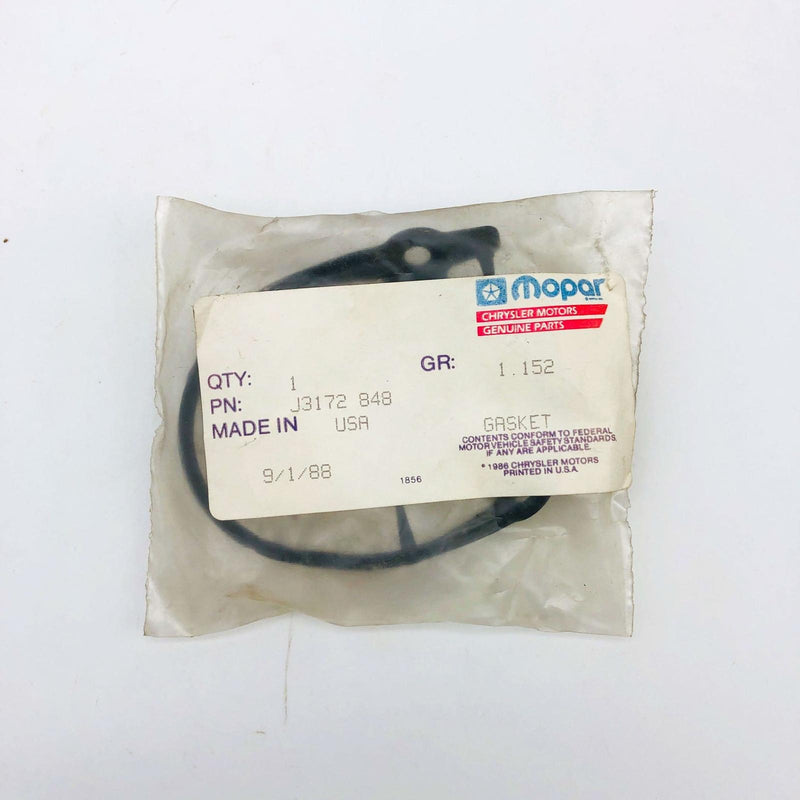 Mopar
CHRYSLER MOTORS
GENUINE PARTS
QTY: 1 GR: 1.152
PN: J3172 848
MADE IN USA GASKET
CONTENTS CONFORM TO FEDERAL
MOTOR VEHICLE SAFETY STANDARDS,
IF ANY ARE APPLICABLE.
9/1/88 1856
© 1986 CHRYSLER MOTORS
PRINTED IN U.S.A.